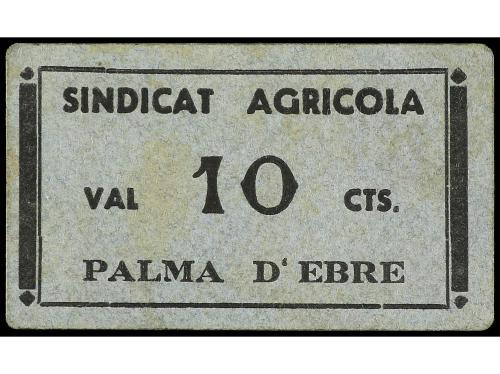 SINDICAT AGRICOLA
VAL 10 CTS.
PALMA D'EBRE